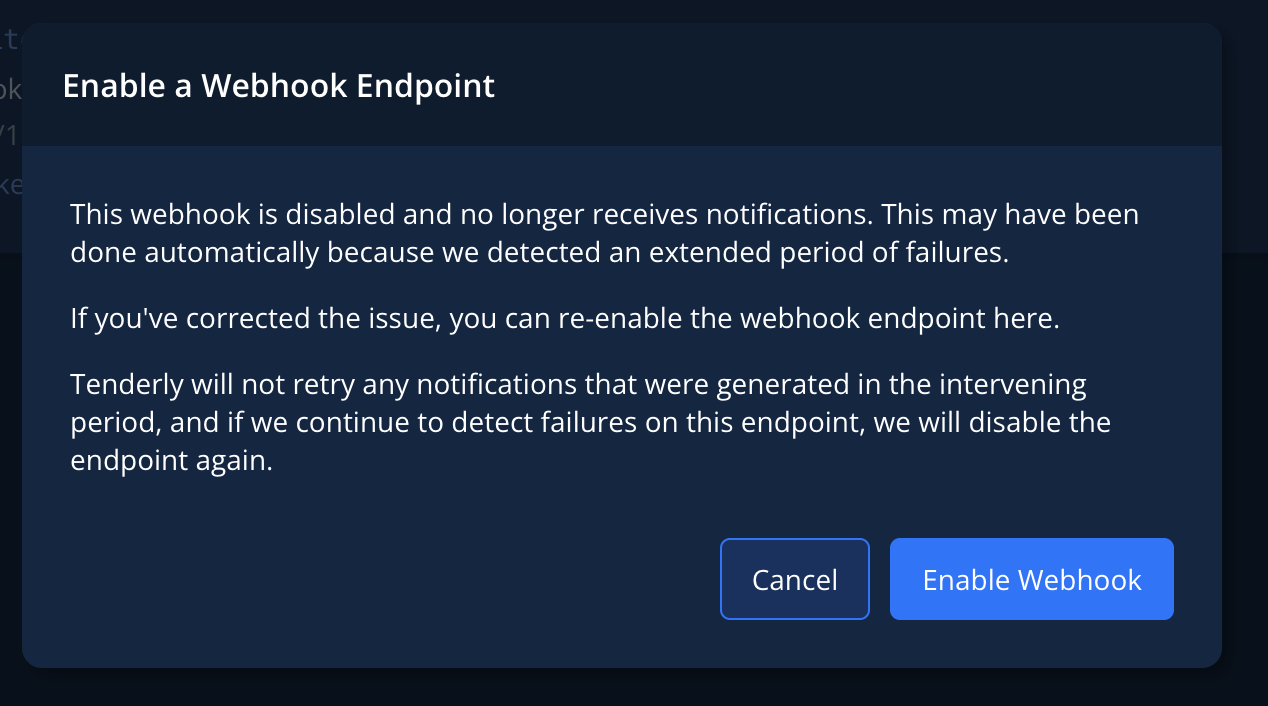 Enable a Webhook Endpoint
This webhook is disabled and no longer receives notifications. This may have been
done automatically because we detected an extended period of failures.
If you've corrected the issue, you can re-enable the webhook endpoint here.
Tenderly will not retry any notifications that were generated in the intervening
period, and if we continue to detect failures on this endpoint, we will disable the
endpoint again.
Cancel
Enable Webhook